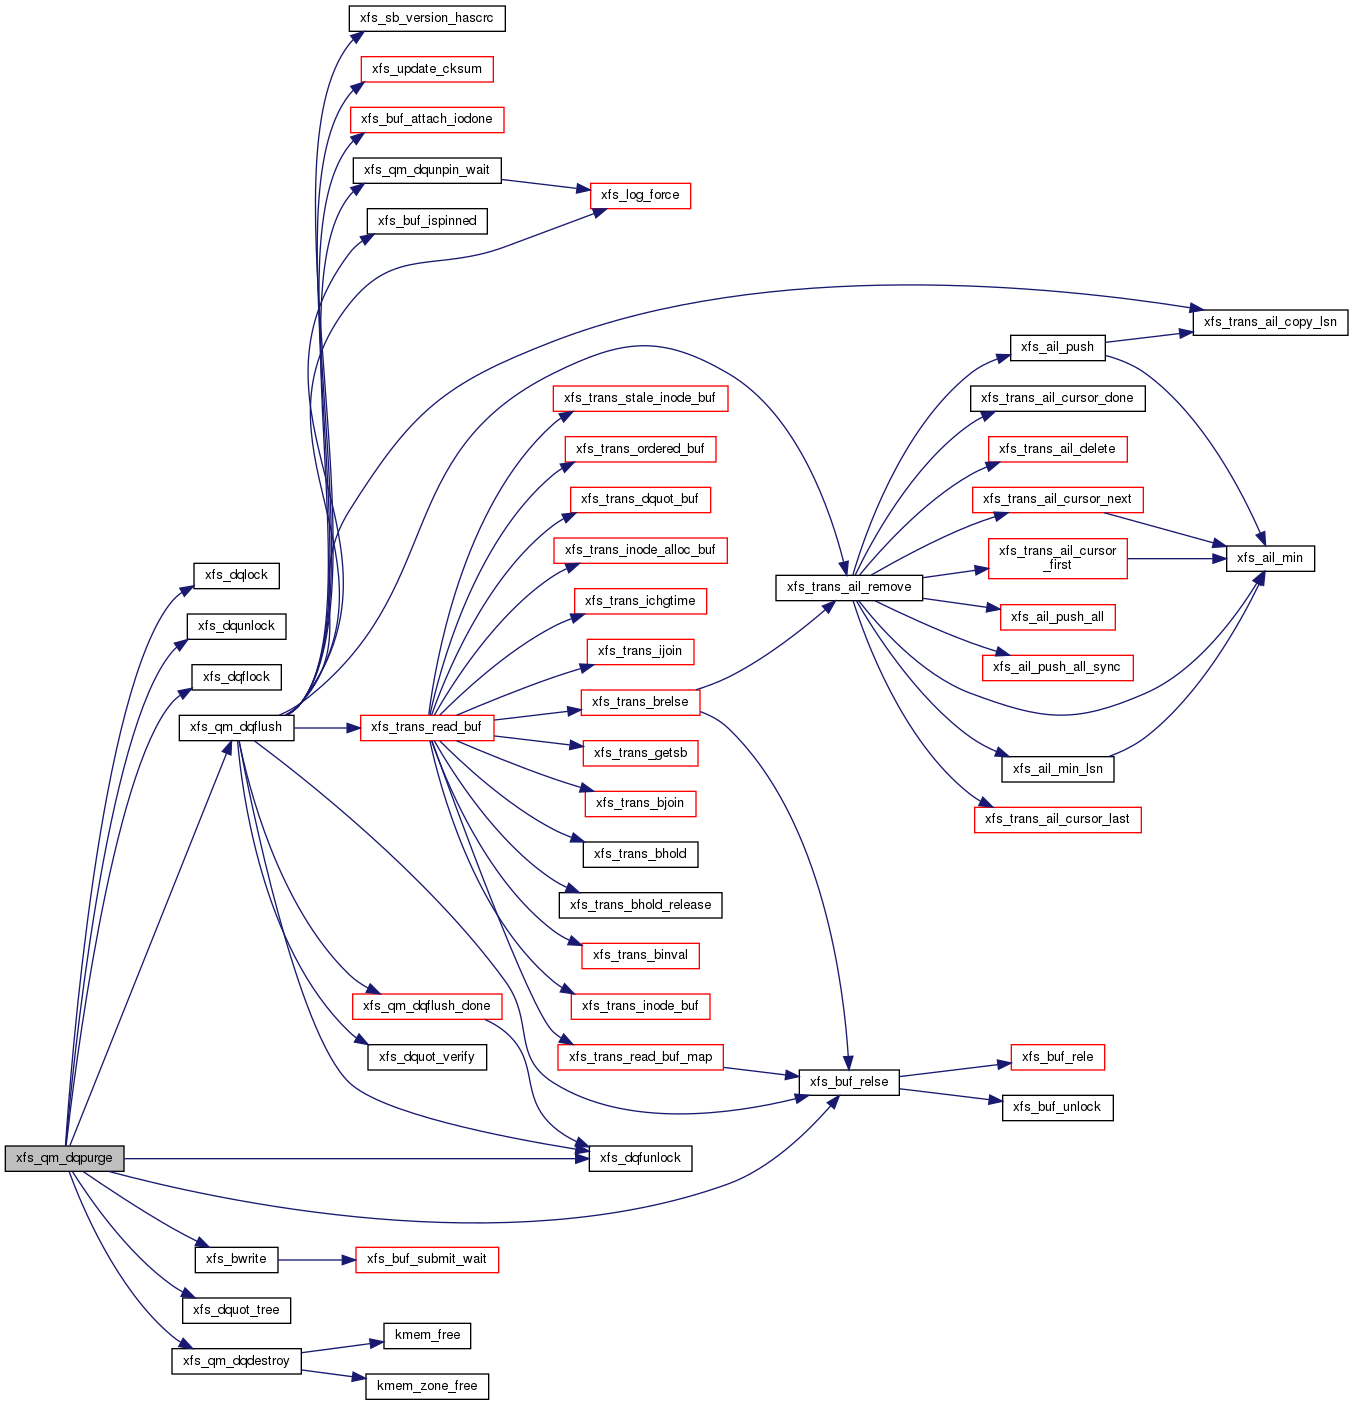 xfs_sb_version_hascrc
xfs_update_cksum
xfs_buf_attach_iodone
xfs_qm_dqunpin_wait
xfs_log_force
xfs_buf_ispinned
xfs_trans_ail_copy_lsn
xfs_ail_push
xfs_trans_stale_inode_buf
xfs_trans_ail_cursor_done
xfs_trans_ordered_buf
xfs_trans_ail_delete
xfs_trans_dquot_buf
xfs_trans_ail_cursor_next
xfs_trans_inode_alloc_buf
xfs_trans_ail_cursor
_first
xfs_ail_min
xfs_dqlock
xfs_trans_ail_remove
xfs_trans_ichgtime
xfs_ail_push_all
xfs_dqunlock
xfs_trans_ijoin
xfs_ail_push_all_sync
xfs_dqflock
xfs_trans_brelse
xfs_qm_dqflush
xfs_trans_read_buf
xfs_trans_getsb
xfs_ail_min_lsn
xfs_trans_bjoin
xfs_trans_ail_cursor_last
xfs_trans_bhold
xfs_trans_bhold_release
xfs_trans_binval
xfs_qm_dqflush_done
xfs_trans_inode_buf
xfs_dquot_verify
xfs_trans_read_buf_map
xfs_buf_rele
xfs_buf_relse
xfs_buf_unlock
xfs_qm_dqpurge
xfs_dqfunlock
xfs_bwrite
xfs_buf_submit_wait
xfs_dquot_tree
kmem_free
xfs_qm_dqdestroy
kmem_zone_free